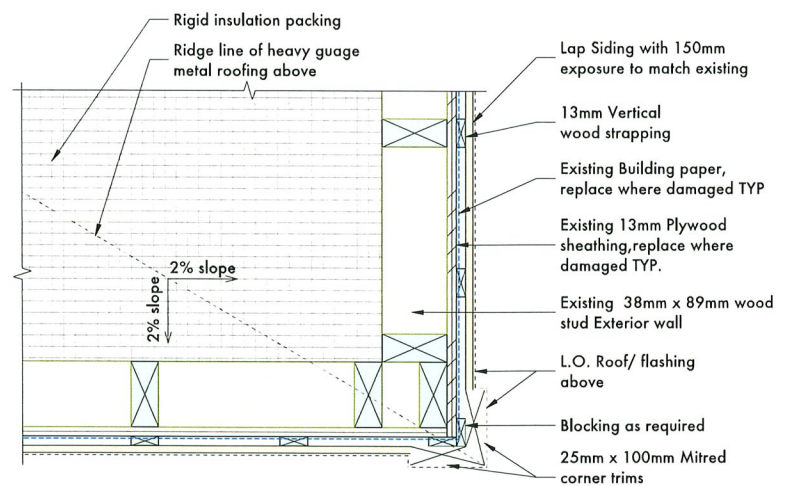 Rigid insulation packing
Ridge line of heavy guage
metal roofing above
Lap Siding with 150mm
exposure to match existing
13mm Vertical
wood strapping
Existing Building paper,
replace where damaged TYP
Existing 13mm Plywood
sheathing,replace where
damaged TYP.
2% slope
2% slope
Existing 38mm x 89mm wood
stud Exterior wall
L.O. Roof/ flashing
above
Blocking as required
25mm x 100mm Mitred
corner trims